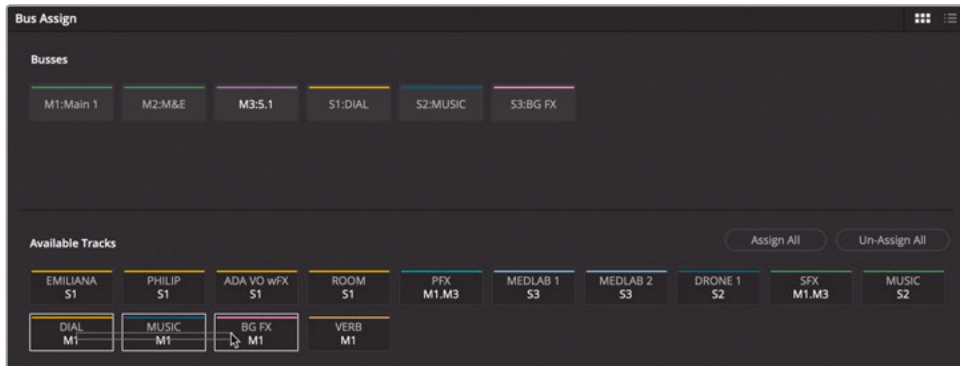 Bus Assign
Busses
M1:Main 1 M2:M&E M3:5.1 S1:DIAL S2:MUSIC S3:BG FX
Available Tracks Assign All Un-Assign All
EMILIANA PHILIP ADA VO wFX ROOM PFX MEDLAB 1 MEDLAB 2 DRONE 1 SFX MUSIC
S1 S1 S1 S1 M1.M3 S3 S3 S2 M1.M3 S2
DIAL MUSIC BG FX VERB
M1 M1 M1 M1